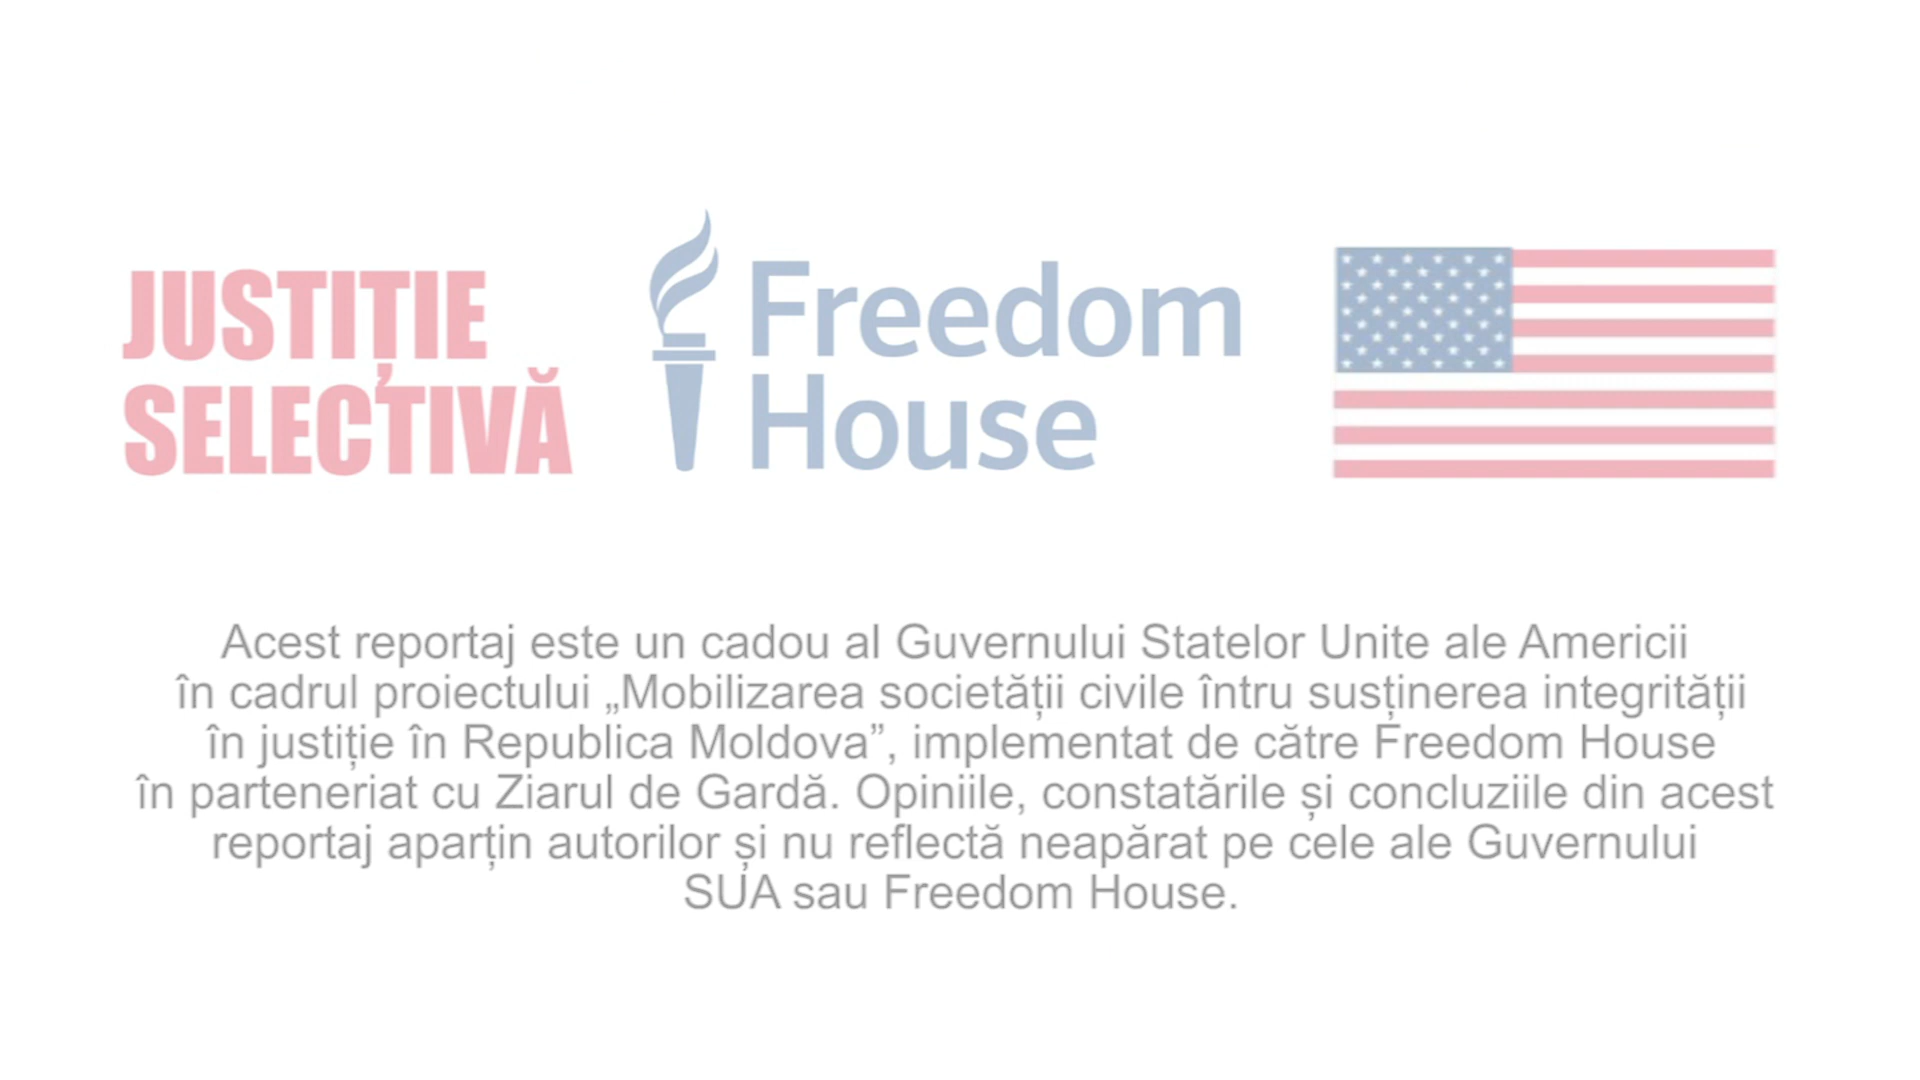 JUSTIȚIE
SELECTIVĂ
Freedom
House
Acest reportaj este un cadou al Guvernului Statelor Unite ale Americii
în cadrul proiectului „Mobilizarea societății civile întru susținerea integrității
în justiție în Republica Moldova”, implementat de către Freedom House
în parteneriat cu Ziarul de Gardă. Opiniile, constatările și concluziile din acest
reportaj aparțin autorilor și nu reflectă neapărat pe cele ale Guvernului
SUA sau Freedom House.